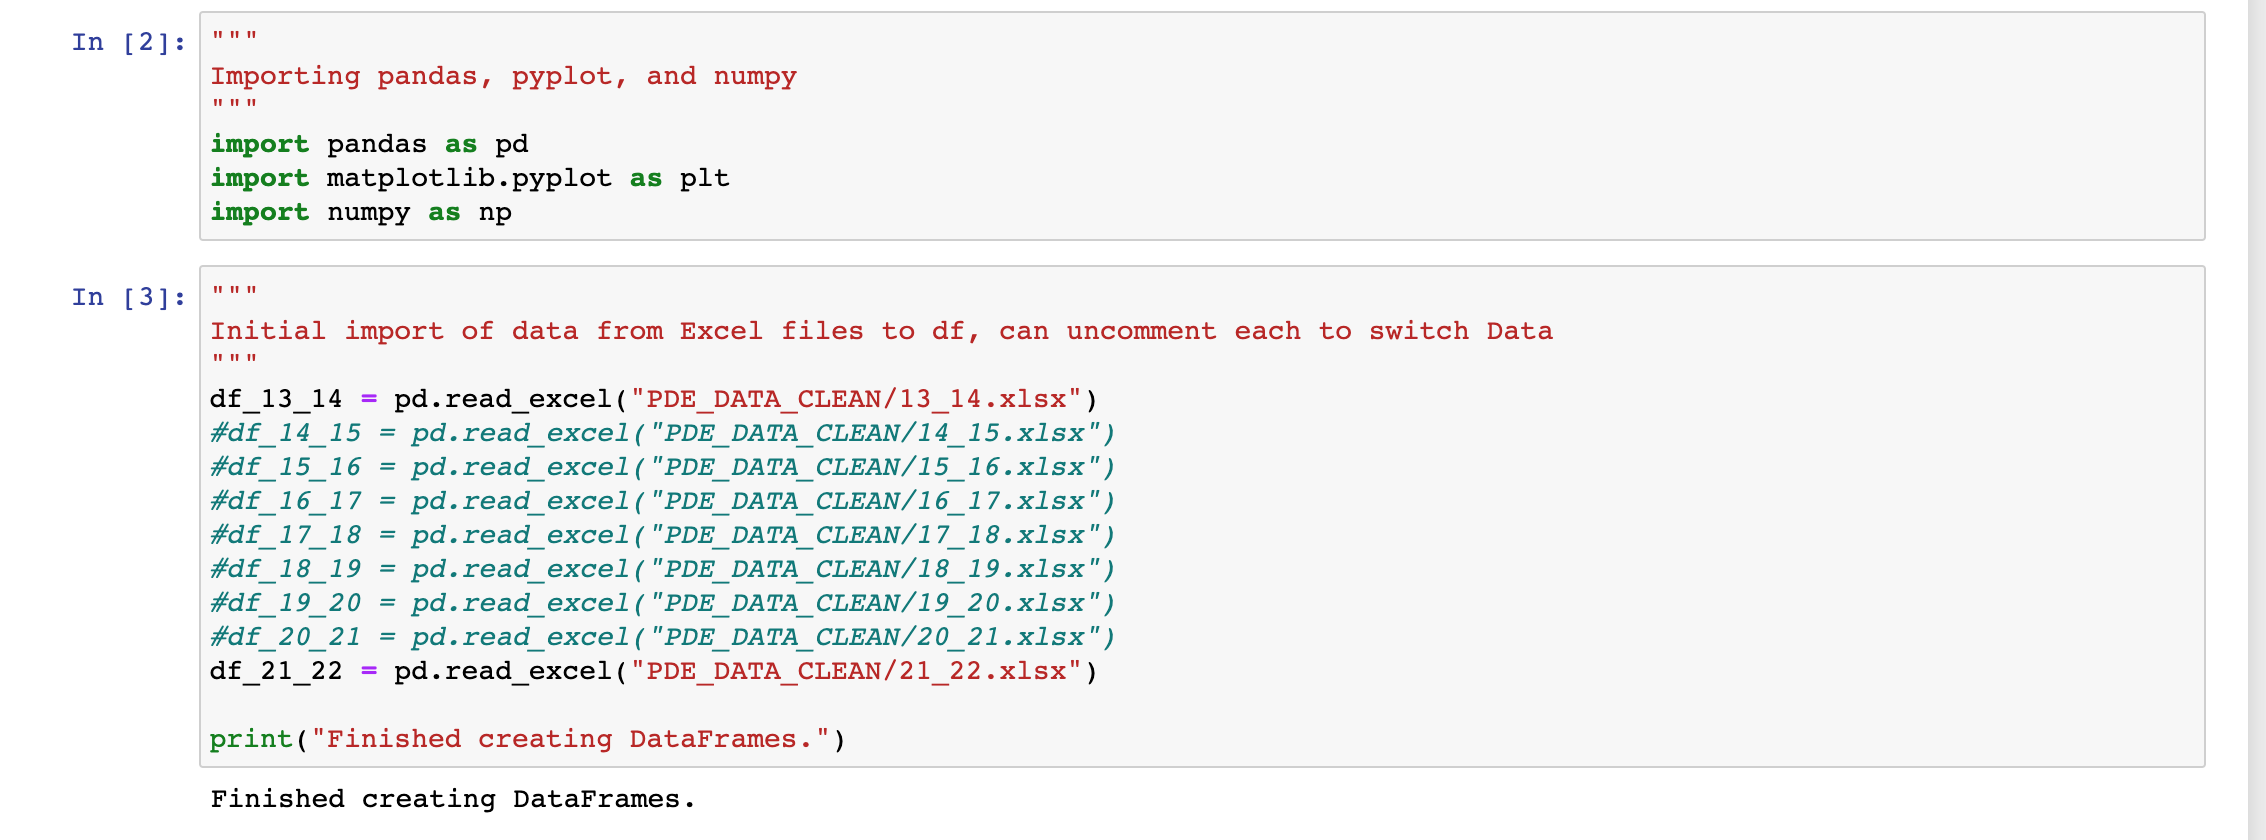 In [2]:
"""
Importing pandas, pyplot, and numpy
"""
import pandas as pd
import matplotlib.pyplot as plt
import numpy as np
In [3]:
"""
Initial import of data from Excel files to df, can uncomment each to switch Data
"""
df_13_14 = pd.read_excel("PDE_DATA_CLEAN/13_14.xlsx")
#df_14_15 = pd.read_excel("PDE_DATA_CLEAN/14_15.xlsx")
#df_15_16 = pd.read_excel("PDE_DATA_CLEAN/15_16.xlsx")
#df_16_17 = pd.read_excel("PDE_DATA_CLEAN/16_17.xlsx")
#df_17_18 = pd.read_excel("PDE_DATA_CLEAN/17_18.xlsx")
#df_18_19 = pd.read_excel("PDE_DATA_CLEAN/18_19.xlsx")
#df_19_20 = pd.read_excel("PDE_DATA_CLEAN/19_20.xlsx")
#df_20_21 = pd.read_excel("PDE_DATA_CLEAN/20_21.xlsx")
df_21_22 = pd.read_excel("PDE_DATA_CLEAN/21_22.xlsx")
print("Finished creating DataFrames.")
Finished creating DataFrames.